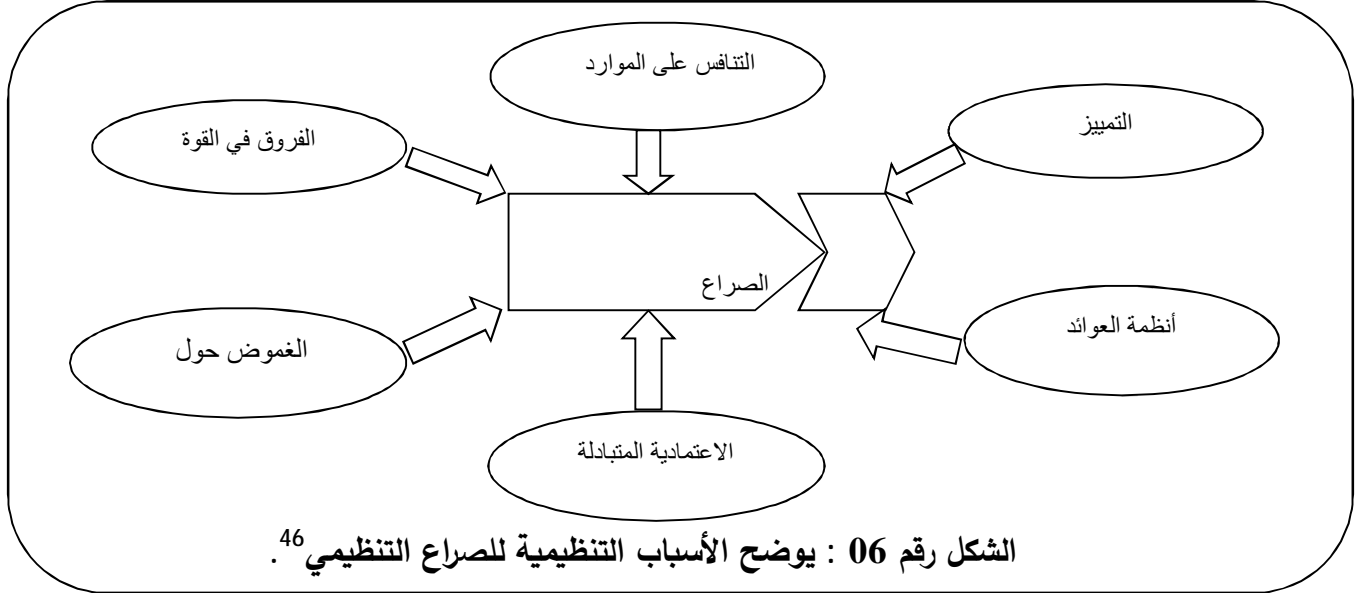 التنافس على الموارد
التمييز
الفروق في القوة
الصراع
أنظمة العوائد
الغموض حول
الاعتمادية المتبادلة
الشكل رقم 06 : يوضح الأسباب التنظيمية للصراع التنظيمي46.